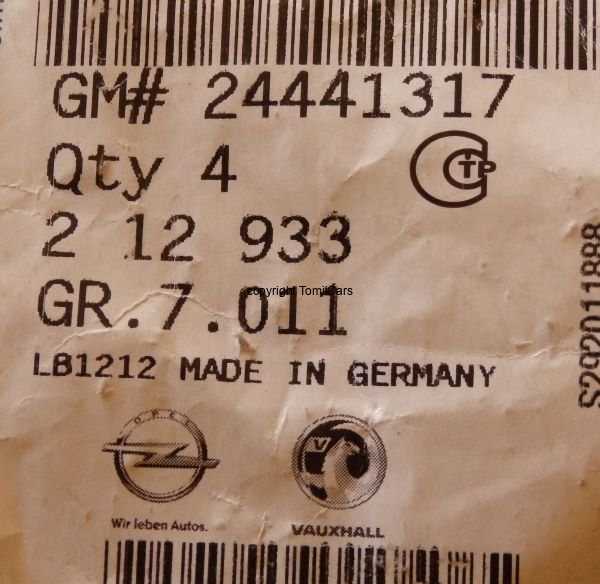 GM# 24441317
Qty 4
2 12 933
GR.7.011
copyright TomilCars
LB1212 MADE IN GERMANY
OPEL
Wir leben Autos.
VAUXHALL
S292011888